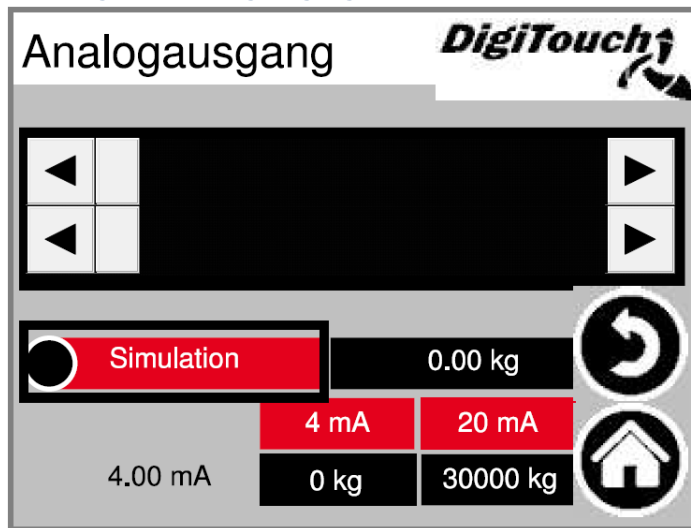 Analogausgang
DigiTouch
Simulation
0.00 kg
4 mA
20 mA
4.00 mA
0 kg
30000 kg